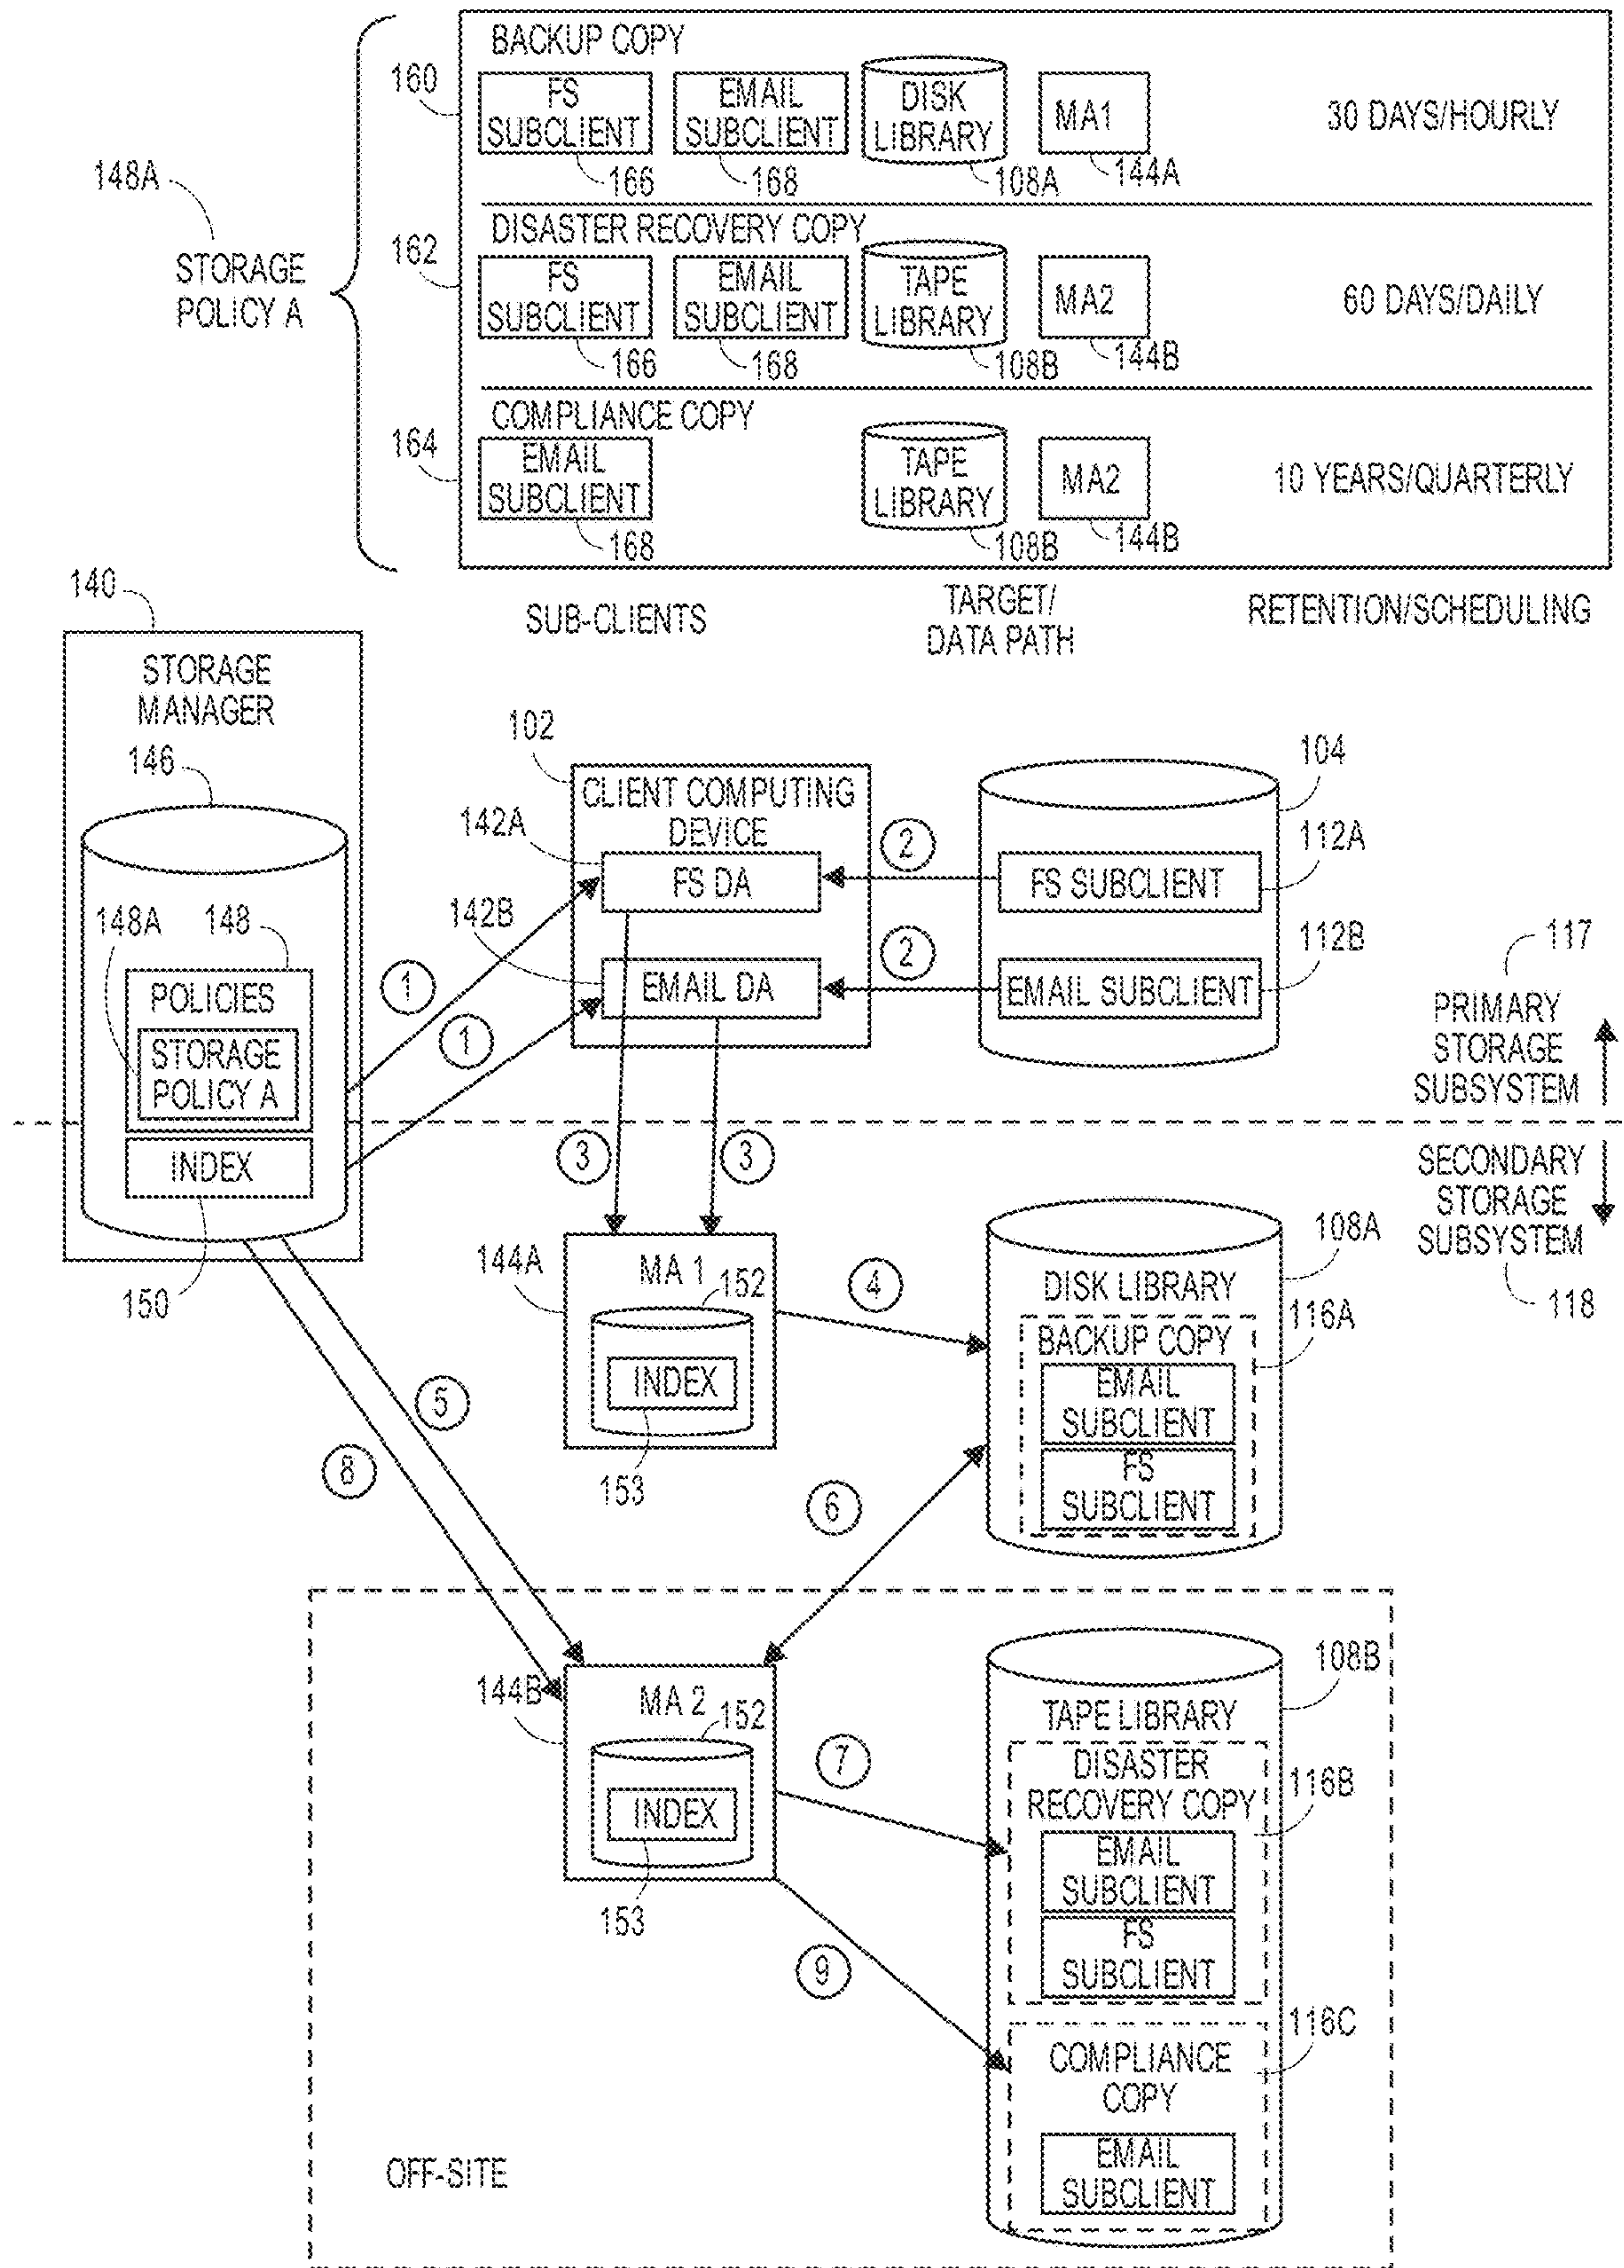 BACKUP COPY
160
FS
SUBCLIENT
166
EMAIL
SUBCLIENT
168
DISK
LIBRARY
108A
MA1
144A
30 DAYS/HOURLY
148A
STORAGE
POLICY A
DISASTER RECOVERY COPY
162
FS
SUBCLIENT
166
EMAIL
SUBCLIENT
168
TAPE
LIBRARY
108B
MA2
144B
60 DAYS/DAILY
COMPLIANCE COPY
164
EMAIL
SUBCLIENT
168
TAPE
LIBRARY
108B
MA2
144B
10 YEARS/QUARTERLY
SUB-CLIENTS
TARGET/
DATA PATH
RETENTION/SCHEDULING
140
STORAGE
MANAGER
146
148A
148
POLICIES
STORAGE
POLICY A
INDEX
150
102
CLIENT COMPUTING
DEVICE
142A
FS DA
142B
EMAIL DA
1
1
2
2
104
112A
FS SUBCLIENT
112B
EMAIL SUBCLIENT
117
PRIMARY
STORAGE
SUBSYSTEM
SECONDARY
STORAGE
SUBSYSTEM
118
3
3
144A
MA 1
152
INDEX
153
4
108A
DISK LIBRARY
116A
BACKUP COPY
EMAIL
SUBCLIENT
FS
SUBCLIENT
5
8
6
144B
MA 2
152
INDEX
153
7
9
108B
TAPE LIBRARY
DISASTER
RECOVERY COPY
116B
EMAIL
SUBCLIENT
FS
SUBCLIENT
116C
COMPLIANCE
COPY
EMAIL
SUBCLIENT
OFF-SITE